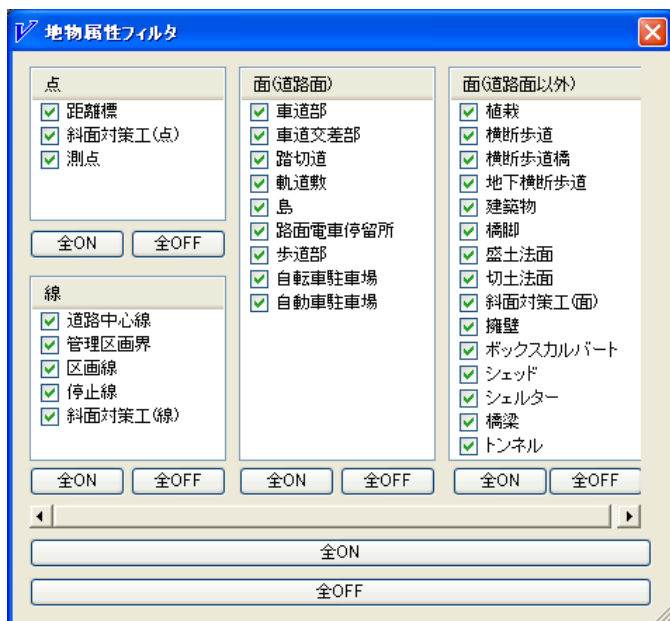 地物属性フィルタ
点
距離標
斜面対策工(点)
測点
全ON 全OFF
線
道路中心線
管理区画界
区画線
停止線
斜面対策工(線)
全ON 全OFF
面(道路面)
車道部
車道交差部
踏切道
軌道敷
島
路面電車停留所
歩道部
自転車駐車場
自動車駐車場
全ON 全OFF
面(道路面以外)
植栽
横断歩道
横断歩道橋
地下横断歩道
建築物
橋脚
盛土法面
切土法面
斜面対策工(面)
擁壁
ボックスカルバート
シェッド
シェルター
橋梁
トンネル
全ON 全OFF
全ON
全OFF